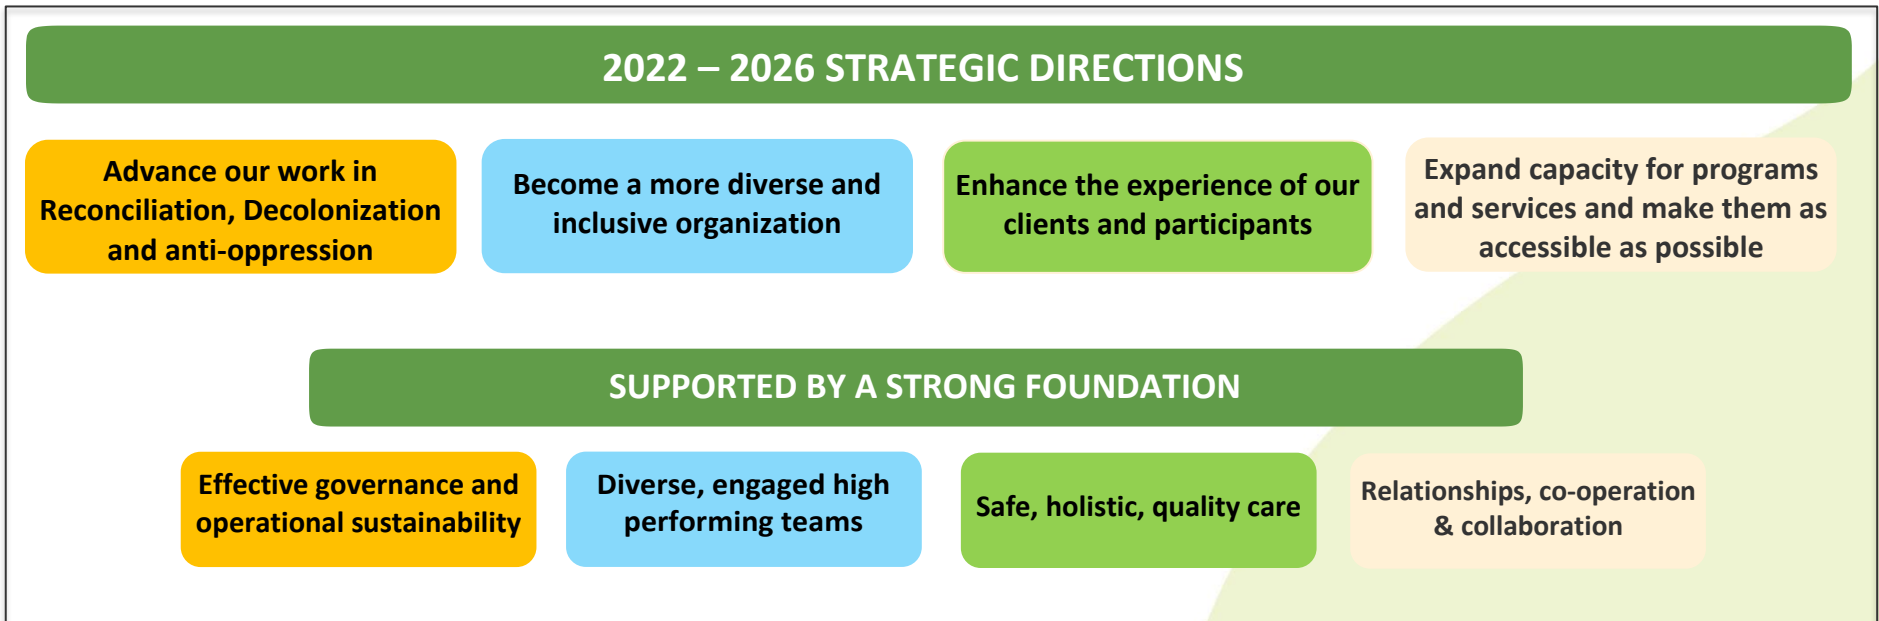 2022 – 2026 STRATEGIC DIRECTIONS
Advance our work in
Reconciliation, Decolonization
and anti-oppression
Become a more diverse and
inclusive organization
Enhance the experience of our
clients and participants
Expand capacity for programs
and services and make them as
accessible as possible
SUPPORTED BY A STRONG FOUNDATION
Effective governance and
operational sustainability
Diverse, engaged high
performing teams
Safe, holistic, quality care
Relationships, co-operation
& collaboration